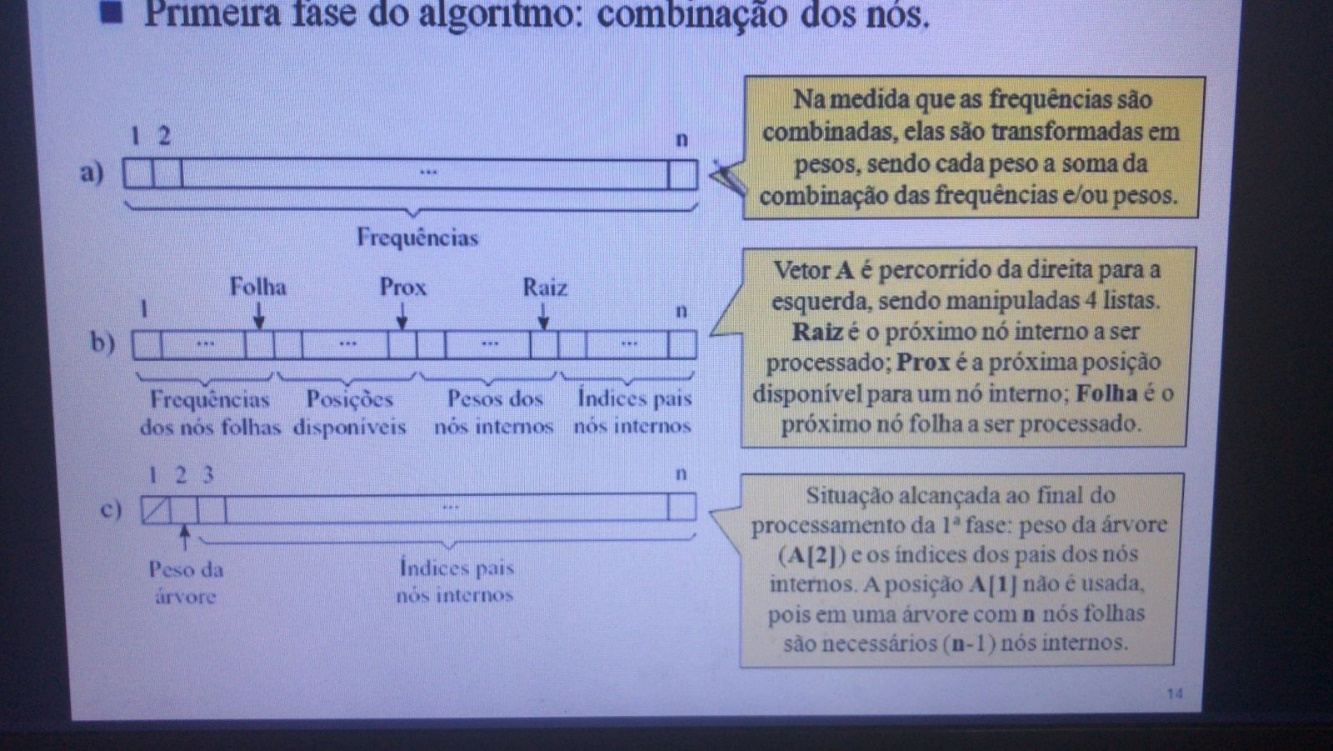 ■ Primeira fase do algoritmo: combinação dos nós.
1 2 n
a) ...
Frequências
Na medida que as frequências são
combinadas, elas são transformadas em
pesos, sendo cada peso a soma da
combinação das frequências e/ou pesos.
Folha Prox Raiz
1 n
b) ... ... ... ...
Frequências Posições Pesos dos Índices pais
dos nós folhas disponíveis nós internos nós internos
Vetor A é percorrido da direita para a
esquerda, sendo manipuladas 4 listas.
Raiz é o próximo nó interno a ser
processado; Prox é a próxima posição
disponível para um nó interno; Folha é o
próximo nó folha a ser processado.
1 2 3 n
c) ...
Peso da Índices pais
árvore nós internos
Situação alcançada ao final do
processamento da 1ª fase: peso da árvore
(A[2]) e os índices dos pais dos nós
internos. A posição A[1] não é usada,
pois em uma árvore com n nós folhas
são necessários (n-1) nós internos.
14